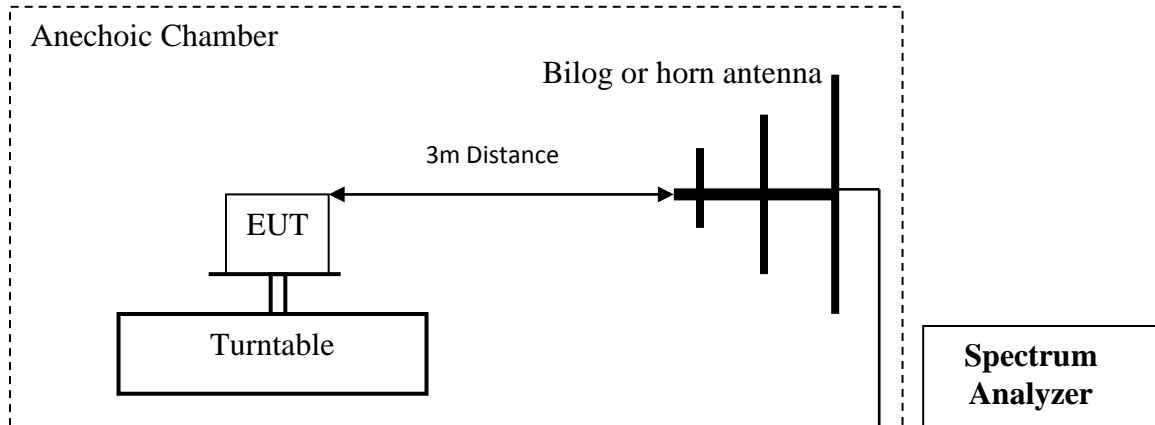 Anechoic Chamber
Bilog or horn antenna
3m Distance
EUT
Turntable
Spectrum
Analyzer